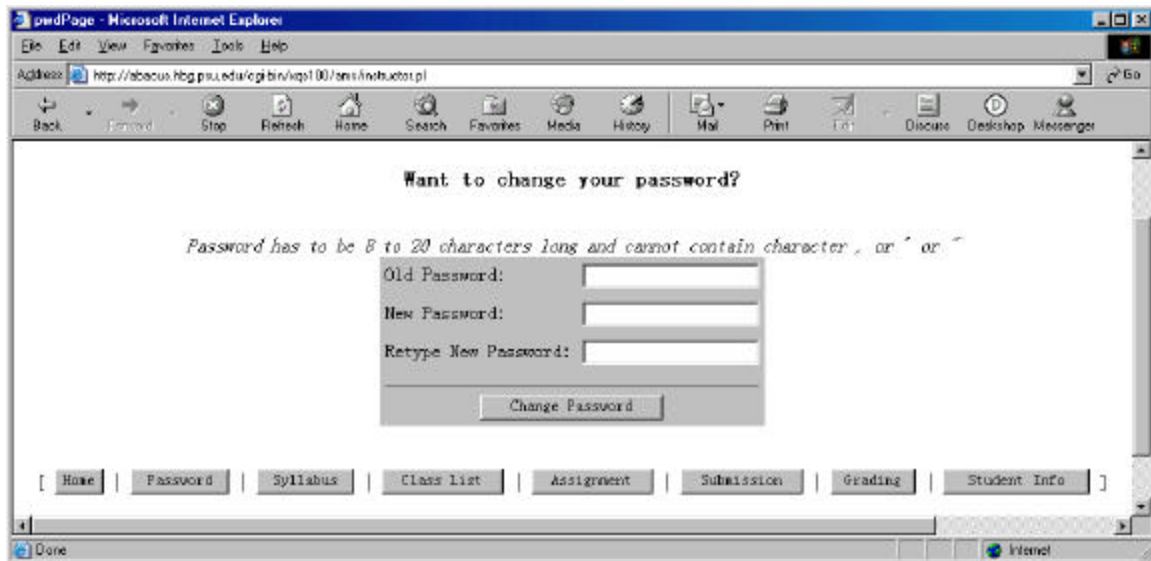 pwdPage - Microsoft Internet Explorer
File Edit View Favorites Tools Help
Address http://abacus.hbg.psu.edu/cgi-bin/xqs100/ams/instructor.pl Go
Back Forward Stop Refresh Home Search Favorites Media History Mail Print Edit Discuss Deskshop Messenger
Want to change your password?
Password has to be 8 to 20 characters long and cannot contain character , or ' or "
Old Password:
New Password:
Retype New Password:
Change Password
[ Home | Password | Syllabus | Class List | Assignment | Submission | Grading | Student Info ]
Done Internet